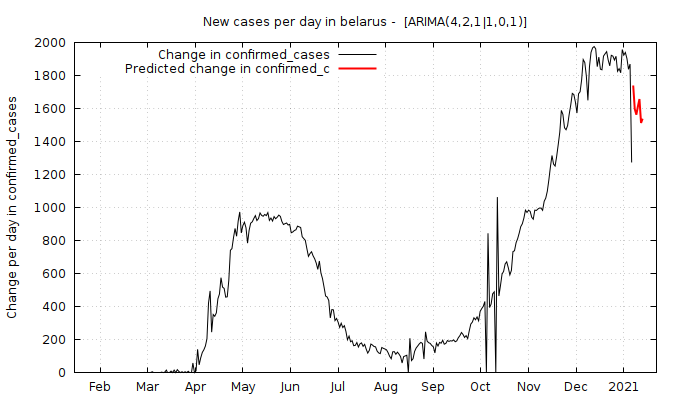 New cases per day in belarus -  [ARIMA(4,2,1|1,0,1)]
Change in confirmed_cases
Predicted change in confirmed_c
Change per day in confirmed_cases
2000
1800
1600
1400
1200
1000
800
600
400
200
0
Feb Mar Apr May Jun Jul Aug Sep Oct Nov Dec 2021